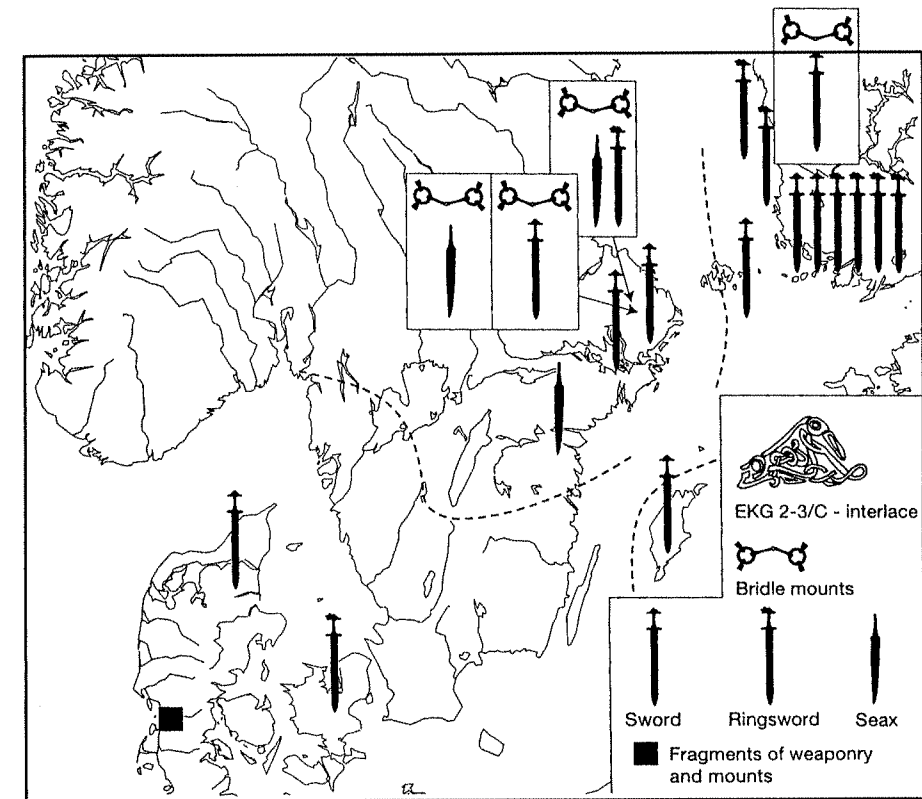 EKG 2-3/C - interlace
Bridle mounts
Sword Ringsword Seax
Fragments of weaponry
and mounts